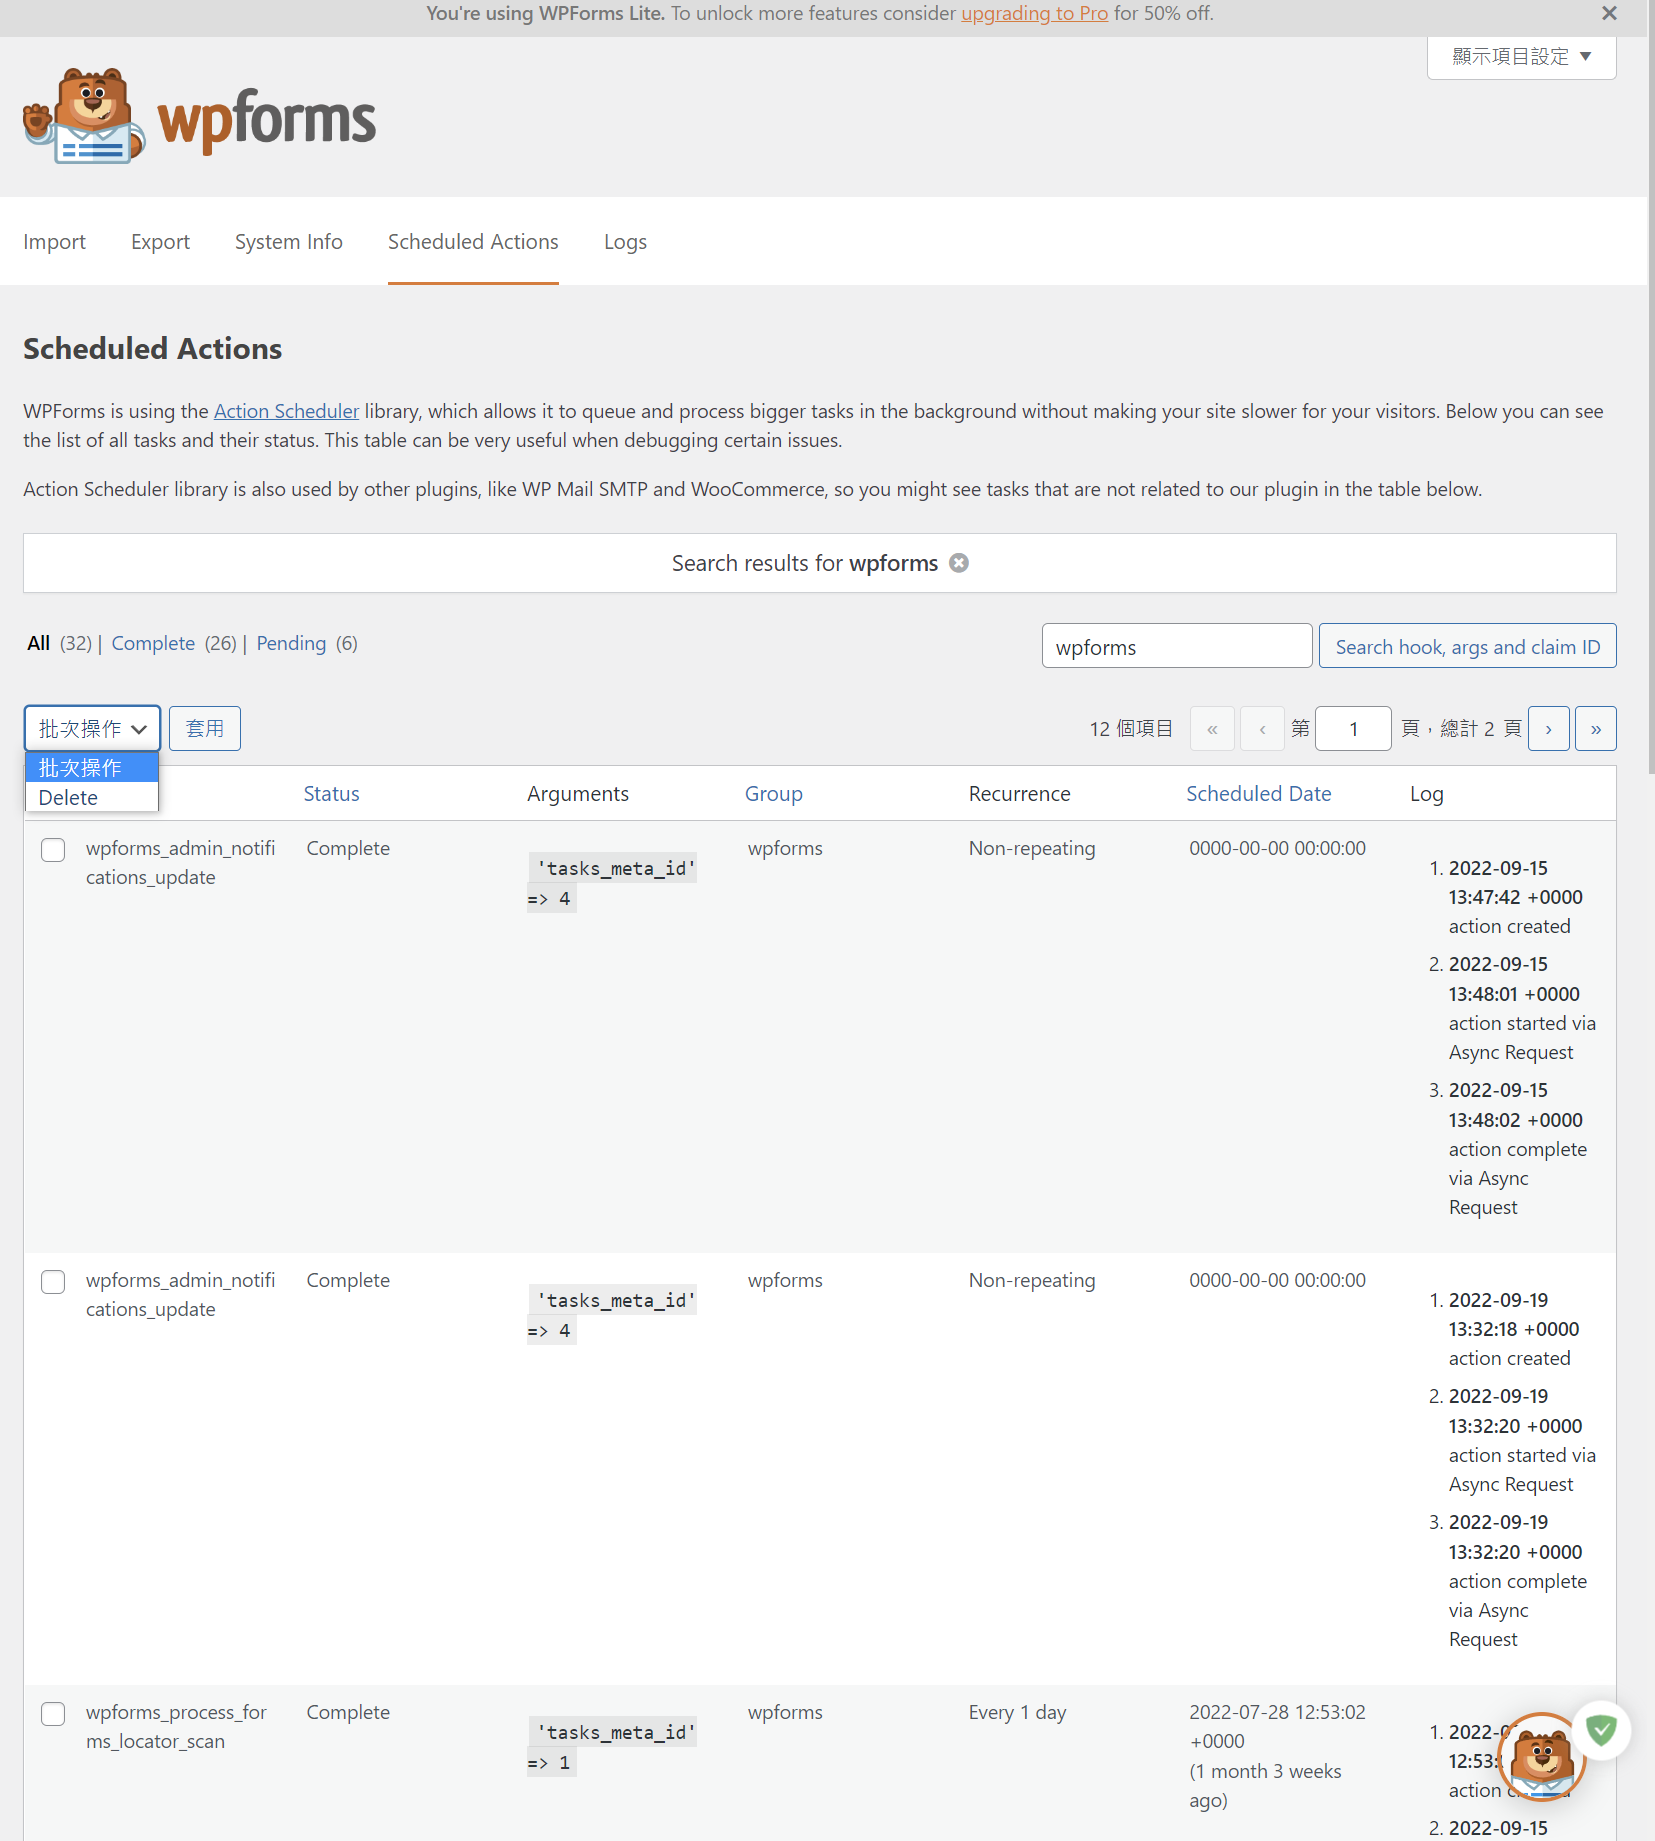 You're using WPForms Lite. To unlock more features consider upgrading to Pro for 50% off.
顯示項目設定
wpforms
Import Export System Info Scheduled Actions Logs
Scheduled Actions
WPForms is using the Action Scheduler library, which allows it to queue and process bigger tasks in the background without making your site slower for your visitors. Below you can see
the list of all tasks and their status. This table can be very useful when debugging certain issues.
Action Scheduler library is also used by other plugins, like WP Mail SMTP and WooCommerce, so you might see tasks that are not related to our plugin in the table below.
Search results for wpforms
All (32) | Complete (26) | Pending (6)
wpforms
Search hook, args and claim ID
批次操作
套用
12 個項目 « ‹ 第 1 頁，總計 2 頁 › »
批次操作
Delete
Status Arguments Group Recurrence Scheduled Date Log
wpforms_admin_notifi
cations_update
Complete
'tasks_meta_id'
=> 4
wpforms
Non-repeating
0000-00-00 00:00:00
1. 2022-09-15
13:47:42 +0000
action created
2. 2022-09-15
13:48:01 +0000
action started via
Async Request
3. 2022-09-15
13:48:02 +0000
action complete
via Async
Request
wpforms_admin_notifi
cations_update
Complete
'tasks_meta_id'
=> 4
wpforms
Non-repeating
0000-00-00 00:00:00
1. 2022-09-19
13:32:18 +0000
action created
2. 2022-09-19
13:32:20 +0000
action started via
Async Request
3. 2022-09-19
13:32:20 +0000
action complete
via Async
Request
wpforms_process_for
ms_locator_scan
Complete
'tasks_meta_id'
=> 1
wpforms
Every 1 day
2022-07-28 12:53:02
+0000
(1 month 3 weeks
ago)
1. 2022-0
12:53:
action
2. 2022-09-15